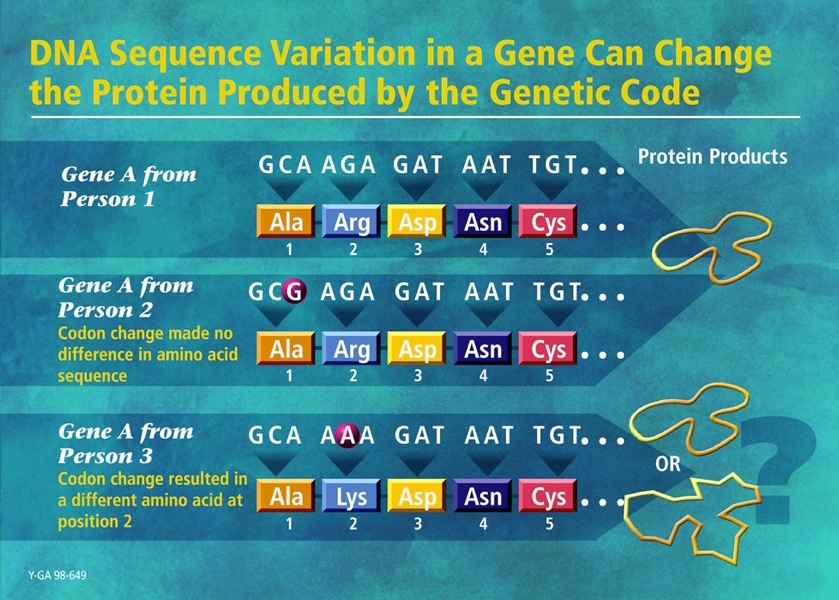 DNA Sequence Variation in a Gene Can Change
the Protein Produced by the Genetic Code
Gene A from
Person 1
GCA AGA GAT AAT TGT...
Protein Products
Ala Arg Asp Asn Cys ...
1 2 3 4 5
Gene A from
Person 2
Codon change made no
difference in amino acid
sequence
GCG AGA GAT AAT TGT...
Ala Arg Asp Asn Cys ...
1 2 3 4 5
Gene A from
Person 3
Codon change resulted in
a different amino acid at
position 2
GCA AAA GAT AAT TGT...
Ala Lys Asp Asn Cys ...
1 2 3 4 5
OR
?
Y-GA 98-649